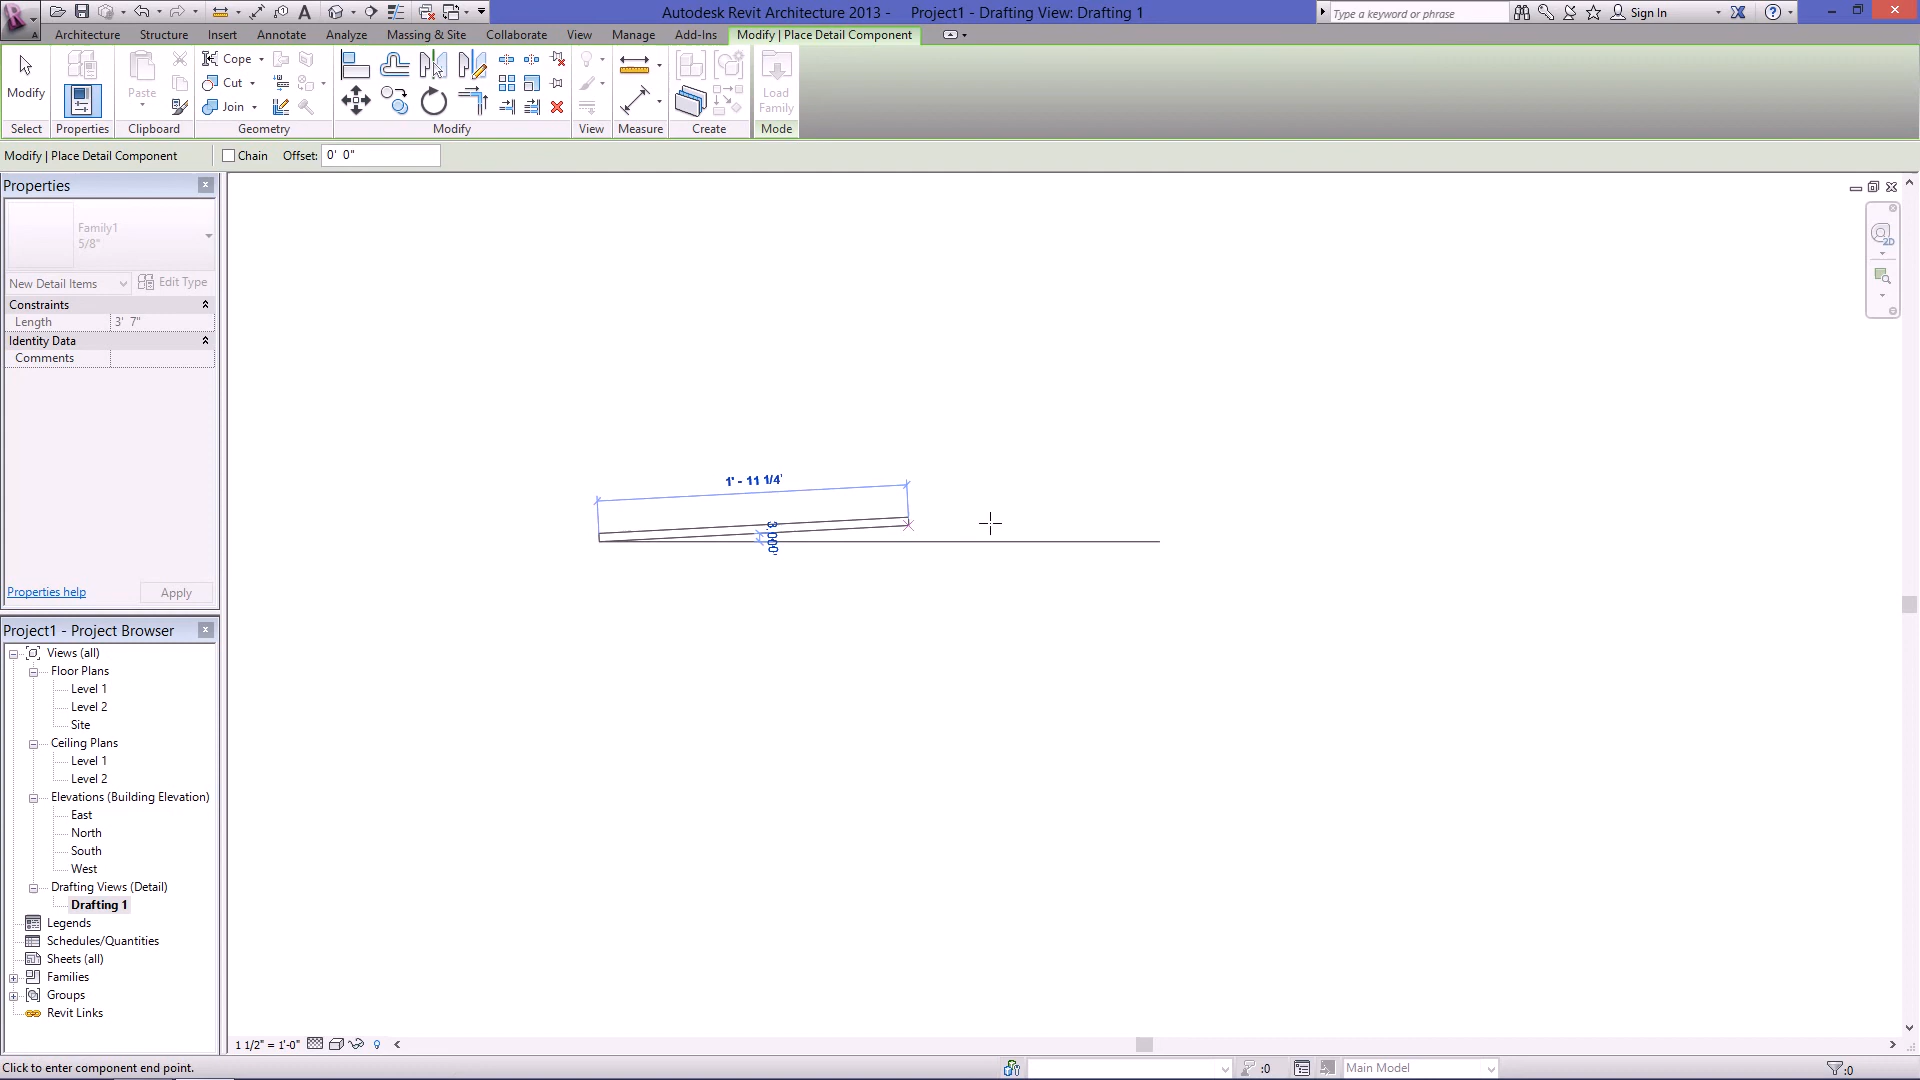 Autodesk Revit Architecture 2013 - Project1 - Drafting View: Drafting 1
Type a keyword or phrase
Sign In
Architecture Structure Insert Annotate Analyze Massing & Site Collaborate View Manage Add-Ins Modify | Place Detail Component
Modify
Paste
Cope
Cut
Join
Load
Family
Select Properties Clipboard Geometry Modify View Measure Create Mode
Modify | Place Detail Component Chain Offset: 0' 0"
Properties
Family1
5/8"
New Detail Items Edit Type
Constraints
Length 3' 7"
Identity Data
Comments
Properties help Apply
Project1 - Project Browser
Views (all)
Floor Plans
Level 1
Level 2
Site
Ceiling Plans
Level 1
Level 2
Elevations (Building Elevation)
East
North
South
West
Drafting Views (Detail)
Drafting 1
Legends
Schedules/Quantities
Sheets (all)
Families
Groups
Revit Links
1' - 11 1/4"
2D
1 1/2" = 1'-0"
Click to enter component end point.
:0
Main Model
:0